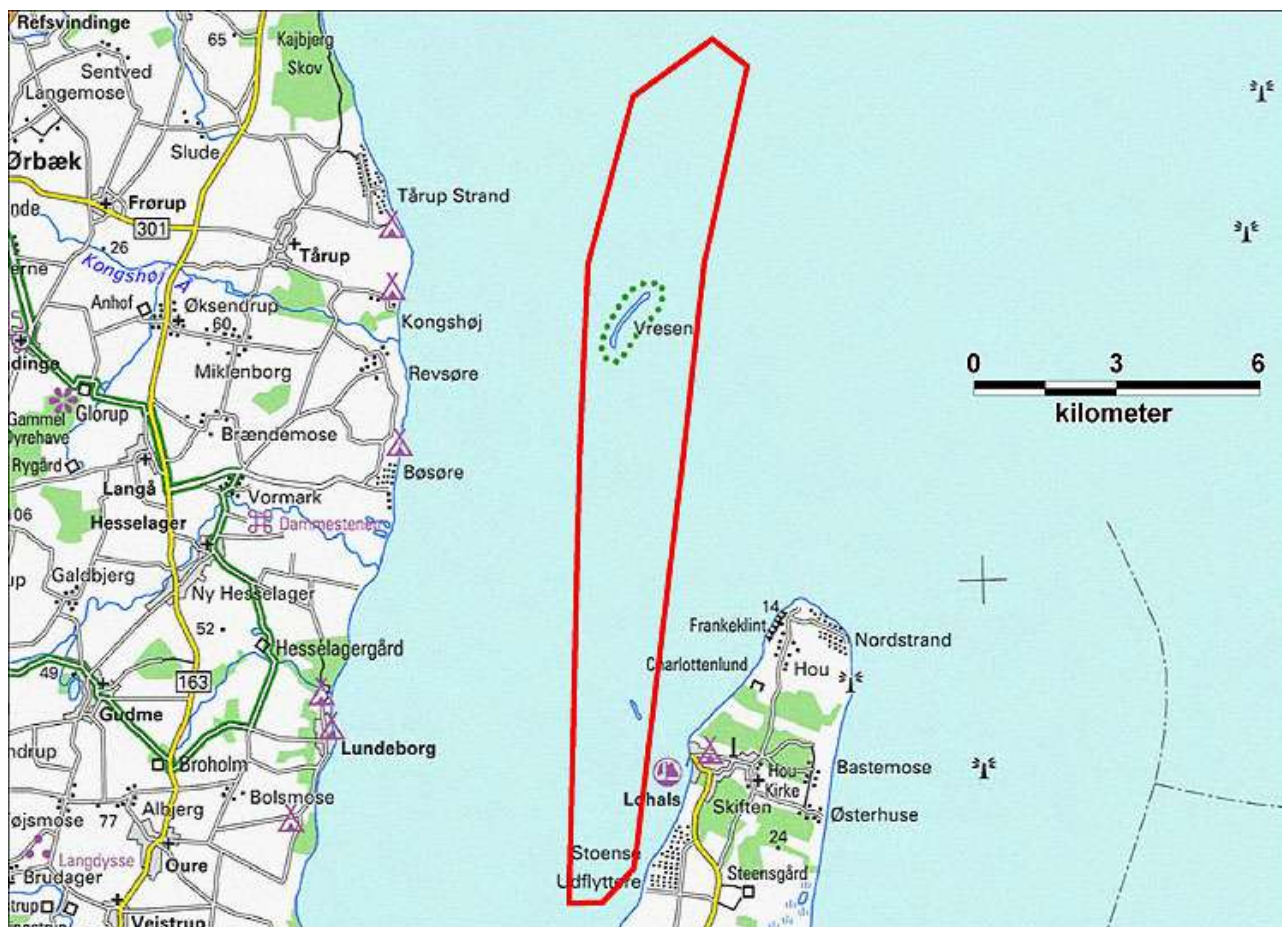 Refsvindinge
65
Kajbjerg
Skov
Sentved
Langemose
Slude
Ørbæk
Tårup Strand
Frørup
301
26
Tårup
Kongshøj Å
Anhof
Øksendrup
60
Kongshøj
Vresen
Miklenborg
Revsøre
0 3 6
kilometer
Glorup
Gammel
Dyrehave
Brændemose
Rygård
Langå
Bøsøre
Vormark
106
Hesselager
Dammestenen
Galdbjerg
Ny Hesselager
52
14
Frankeklint
Nordstrand
Hesselagergård
Charlottenlund
Hou
49
163
Gudme
Lundeborg
Broholm
Hou
Kirke
Bastemose
Bolsmose
Lohals
Skiften
Albjerg
77
Østerhuse
24
Stoense
Udflyttere
Langdysse
Oure
Steensgård
Brudager
Vejstrup